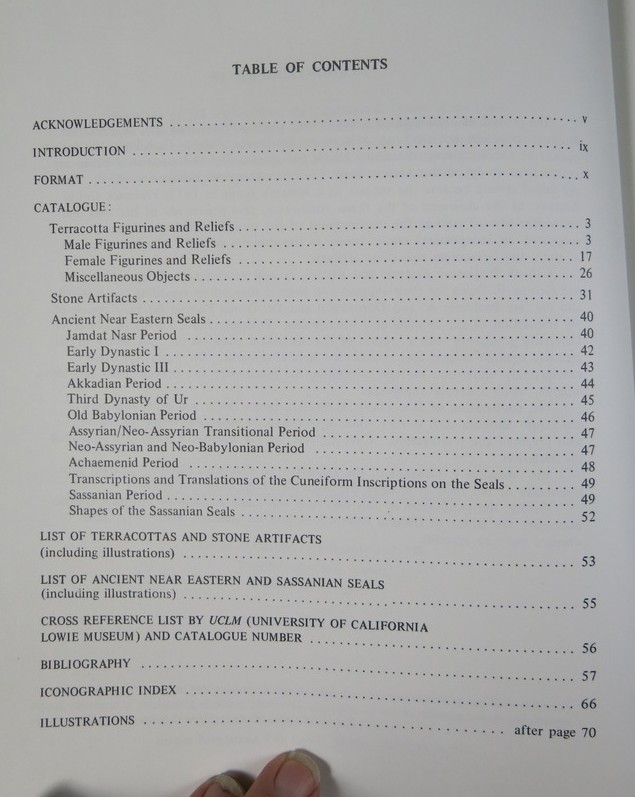 TABLE OF CONTENTS
ACKNOWLEDGEMENTS . . . . . . . . . . v
INTRODUCTION . . . . . . . . . . ix
FORMAT . . . . . . . . . . x
CATALOGUE:
Terracotta Figurines and Reliefs . . . . . . . . . . 3
Male Figurines and Reliefs . . . . . . . . . . 3
Female Figurines and Reliefs . . . . . . . . . . 17
Miscellaneous Objects . . . . . . . . . . 26
Stone Artifacts . . . . . . . . . . 31
Ancient Near Eastern Seals . . . . . . . . . . 40
Jamdat Nasr Period . . . . . . . . . . 40
Early Dynastic I . . . . . . . . . . 42
Early Dynastic III . . . . . . . . . . 43
Akkadian Period . . . . . . . . . . 44
Third Dynasty of Ur . . . . . . . . . . 45
Old Babylonian Period . . . . . . . . . . 46
Assyrian/Neo-Assyrian Transitional Period . . . . . . . . . . 47
Neo-Assyrian and Neo-Babylonian Period . . . . . . . . . . 47
Achaemenid Period . . . . . . . . . . 48
Transcriptions and Translations of the Cuneiform Inscriptions on the Seals . . . . . . . . . . 49
Sassanian Period . . . . . . . . . . 49
Shapes of the Sassanian Seals . . . . . . . . . . 52
LIST OF TERRACOTTAS AND STONE ARTIFACTS
(including illustrations) . . . . . . . . . . 53
LIST OF ANCIENT NEAR EASTERN AND SASSANIAN SEALS
(including illustrations) . . . . . . . . . . 55
CROSS REFERENCE LIST BY UCLM (UNIVERSITY OF CALIFORNIA
LOWIE MUSEUM) AND CATALOGUE NUMBER . . . . . . . . . . 56
BIBLIOGRAPHY . . . . . . . . . . 57
ICONOGRAPHIC INDEX . . . . . . . . . . 66
ILLUSTRATIONS . . . . . . . . . . after page 70